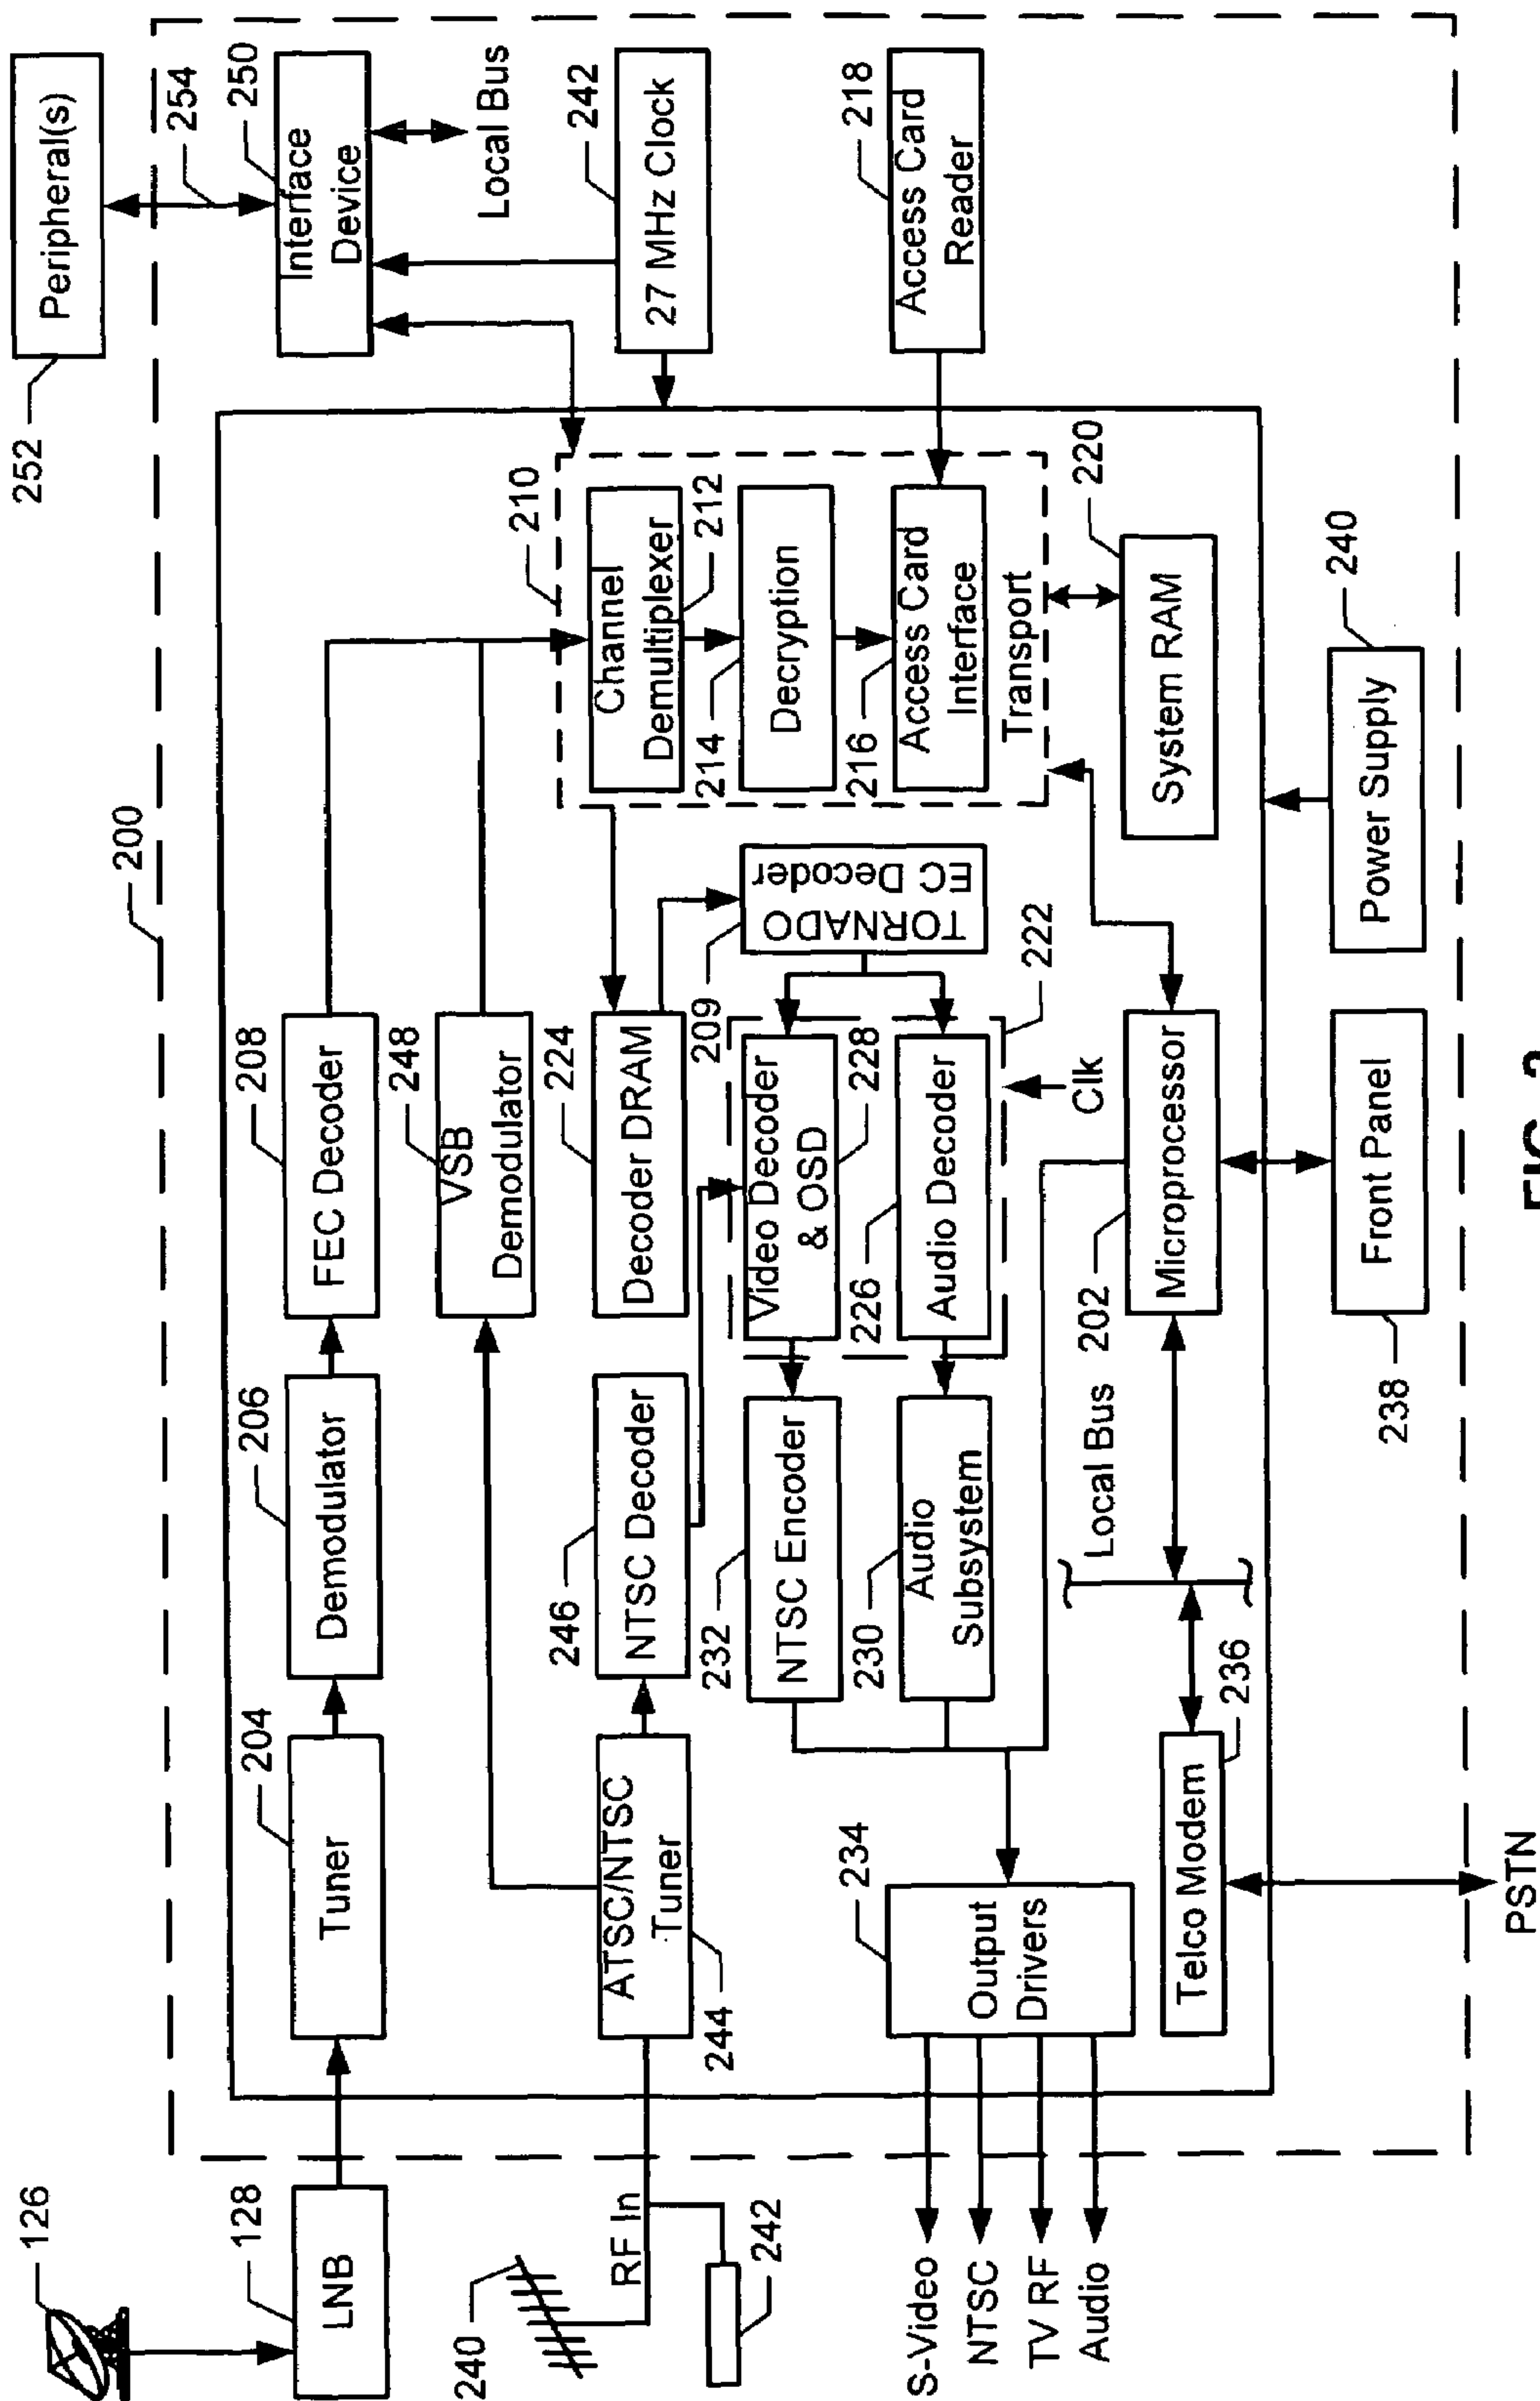 126
128
LNB
240
RF In
242
S-Video
NTSC
TV RF
Audio
200
204
Tuner
206
Demodulator
208
FEC Decoder
248
VSB
Demodulator
244
ATSC/NTSC
Tuner
246
NTSC Decoder
224
Decoder DRAM
209
TORNADO
EC Decoder
210
Channel
Demultiplexer
212
214
Decryption
216
Access Card
Interface
Transport
232
NTSC Encoder
Video Decoder
& OSD
228
230
Audio
Subsystem
226
Audio Decoder
222
Clk
234
Output
Drivers
Telco Modem
236
PSTN
Local Bus
202
Microprocessor
220
System RAM
238
Front Panel
240
Power Supply
252
Peripheral(s)
254
250
Interface
Device
Local Bus
242
27 MHz Clock
218
Access Card
Reader